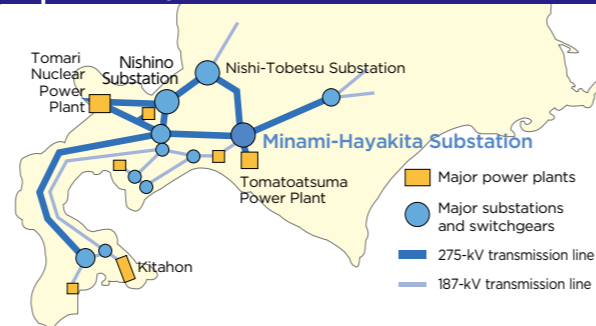 Tomari
Nuclear
Power
Plant
Nishino
Substation
Nishi-Tobetsu Substation
Minami-Hayakita Substation
Tomatoatsuma
Power Plant
Kitahon
Major power plants
Major substations
and switchgears
275-kV transmission line
187-kV transmission line